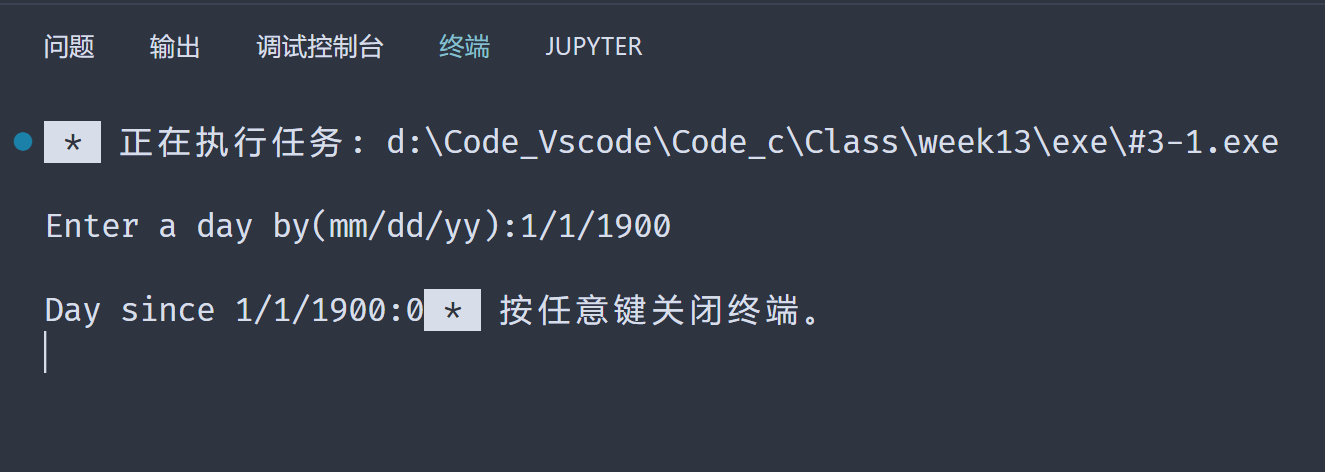 问题 输出 调试控制台 终端 JUPYTER
* 正在执行任务: d:\Code_Vscode\Code_c\Class\week13\exe\#3-1.exe
Enter a day by(mm/dd/yy):1/1/1900
Day since 1/1/1900:0 * 按任意键关闭终端。